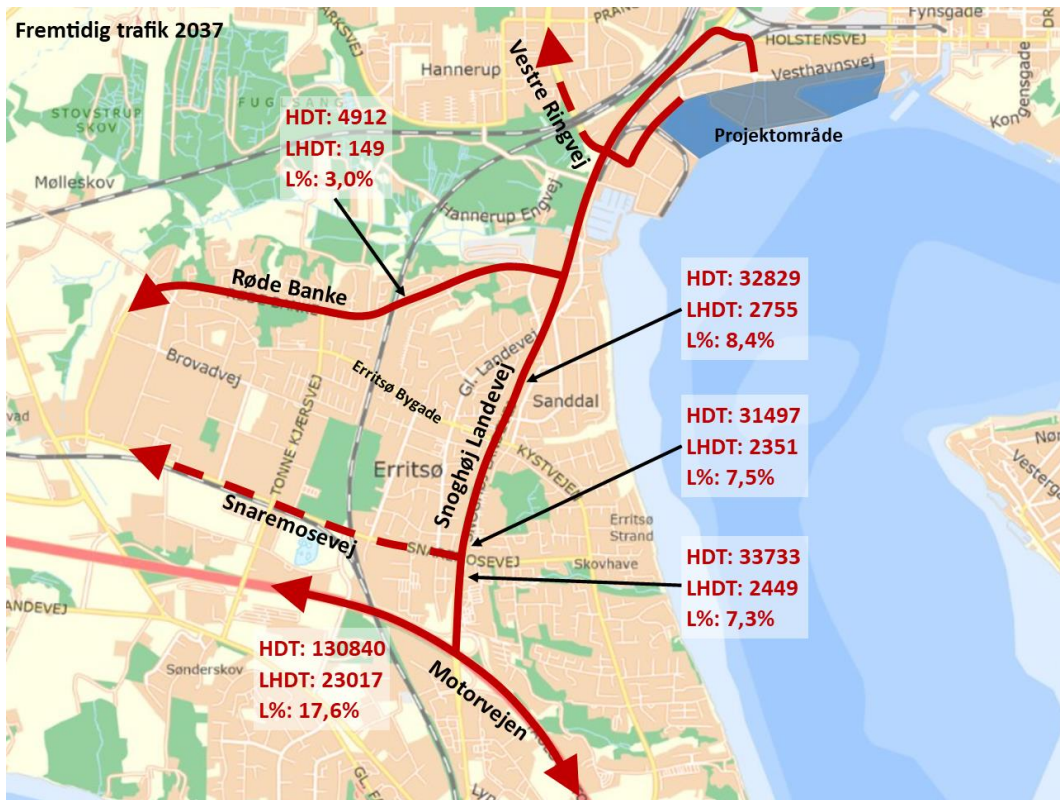 Fremtidig trafik 2037
Fynsgade
HOLSTENSVEJ
Vesthavnsvej
Hannerup
Vestre Ringvej
STOVSTRUP
SKOV
FUGLSANG
HDT: 4912
LHDT: 149
L%: 3,0%
Projektområde
Mølleskov
Hannerup Engvej
Røde Banke
HDT: 32829
LHDT: 2755
L%: 8,4%
Gl. Landevej
Brovadvej
Erritsø Bygade
Sanddal
TONNE KJÆRSVEJ
Erritsø
Snoghøj Landevej
KYSTVEJEN
HDT: 31497
LHDT: 2351
L%: 7,5%
Snaremosevej
Erritsø
Strand
Skovhave
HDT: 33733
LHDT: 2449
L%: 7,3%
ANDEVEJ
Sønderskov
HDT: 130840
LHDT: 23017
L%: 17,6%
Motorvejen